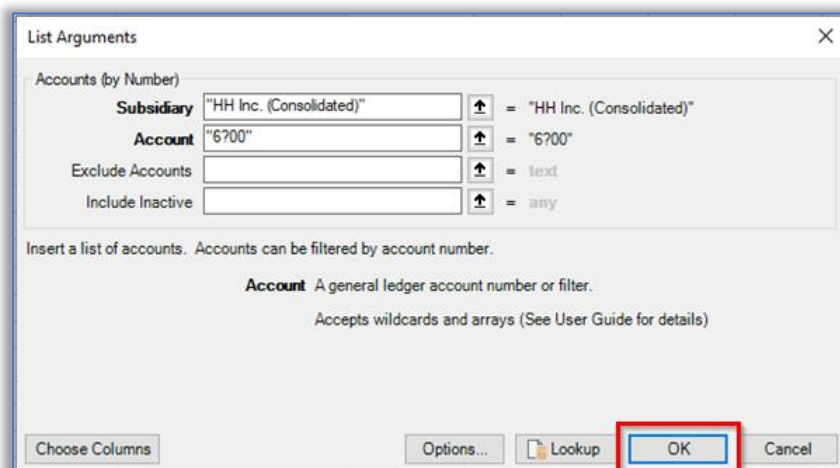 List Arguments
Accounts (by Number)
Subsidiary "HH Inc. (Consolidated)" = "HH Inc. (Consolidated)"
Account "6?00" = "6?00"
Exclude Accounts = text
Include Inactive = any
Insert a list of accounts. Accounts can be filtered by account number.
Account A general ledger account number or filter.
Accepts wildcards and arrays (See User Guide for details)
Choose Columns Options... Lookup OK Cancel